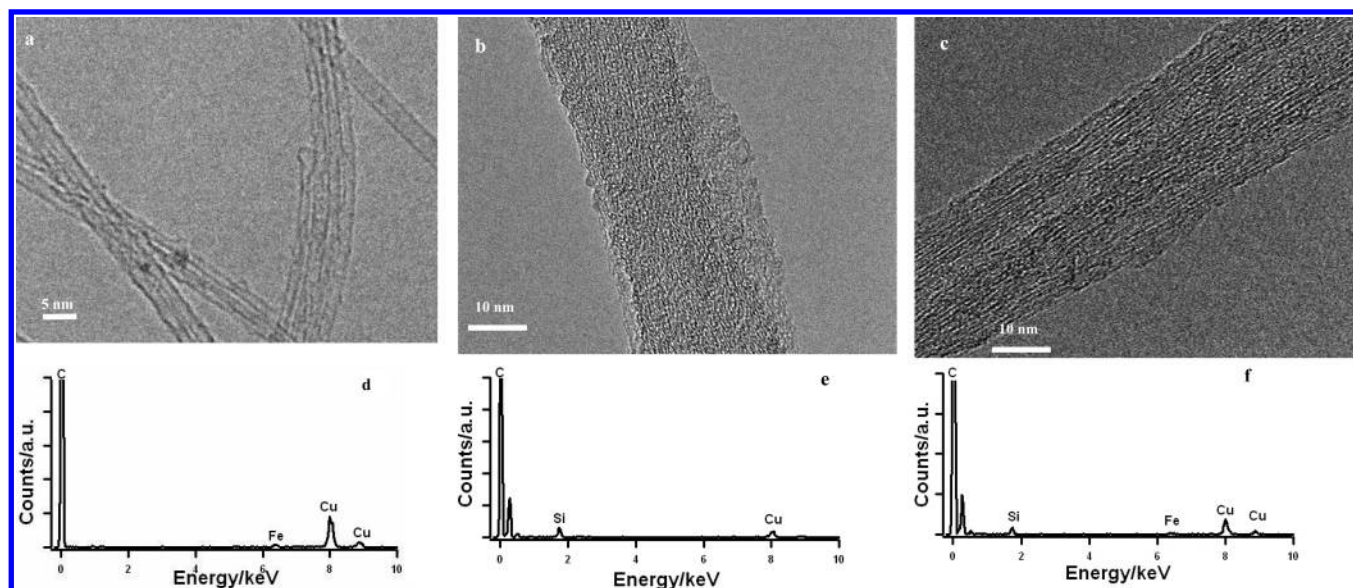 a
5 nm
b
10 nm
c
10 nm
d
C
Fe
Cu
Cu
Counts/a.u.
0 2 4 6 8 10
Energy/keV
e
C
Si
Cu
Counts/a.u.
0 2 4 6 8 10
Energy/keV
f
C
Si
Fe
Cu
Cu
Counts/a.u.
0 2 4 6 8 10
Energy/keV